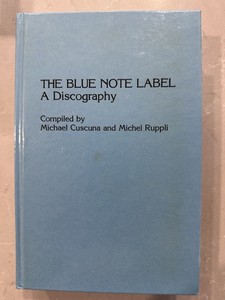 THE BLUE NOTE LABEL
A Discography
Compiled by
Michael Cuscuna and Michel Ruppli